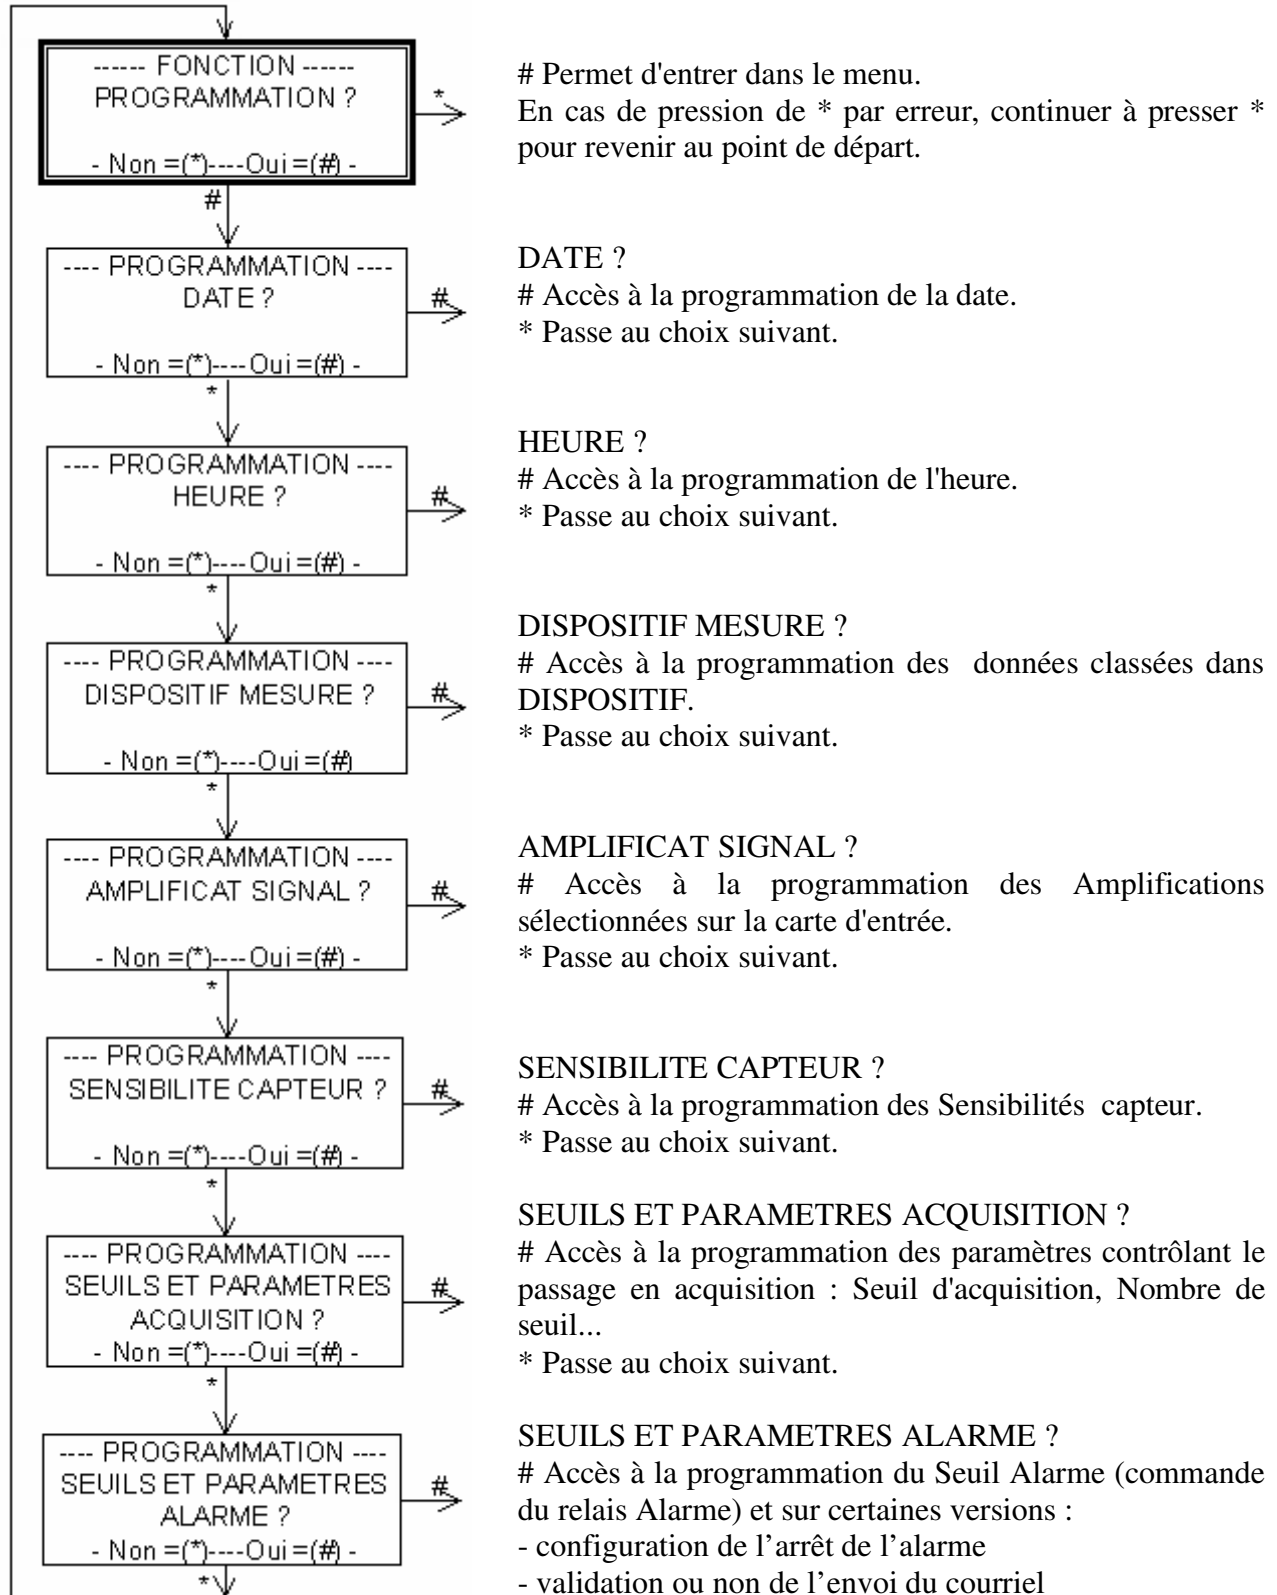 ------ FONCTION ------
PROGRAMMATION ?
- Non =(*)----Oui =(#) -
*
#
# Permet d'entrer dans le menu.
En cas de pression de * par erreur, continuer à presser *
pour revenir au point de départ.
---- PROGRAMMATION ----
DATE ?
- Non =(*)----Oui =(#) -
#
*
DATE ?
# Accès à la programmation de la date.
* Passe au choix suivant.
---- PROGRAMMATION ----
HEURE ?
- Non =(*)----Oui =(#) -
#
*
HEURE ?
# Accès à la programmation de l'heure.
* Passe au choix suivant.
---- PROGRAMMATION ----
DISPOSITIF MESURE ?
- Non =(*)----Oui =(#)
#
*
DISPOSITIF MESURE ?
# Accès à la programmation des données classées dans
DISPOSITIF.
* Passe au choix suivant.
---- PROGRAMMATION ----
AMPLIFICAT SIGNAL ?
- Non =(*)----Oui =(#) -
#
*
AMPLIFICAT SIGNAL ?
# Accès à la programmation des Amplifications
sélectionnées sur la carte d'entrée.
* Passe au choix suivant.
---- PROGRAMMATION ----
SENSIBILITE CAPTEUR ?
- Non =(*)----Oui =(#) -
#
*
SENSIBILITE CAPTEUR ?
# Accès à la programmation des Sensibilités capteur.
* Passe au choix suivant.
---- PROGRAMMATION ----
SEUILS ET PARAMETRES
ACQUISITION ?
- Non =(*)----Oui =(#) -
#
*
SEUILS ET PARAMETRES ACQUISITION ?
# Accès à la programmation des paramètres contrôlant le
passage en acquisition : Seuil d'acquisition, Nombre de
seuil...
* Passe au choix suivant.
---- PROGRAMMATION ----
SEUILS ET PARAMETRES
ALARME ?
- Non =(*)----Oui =(#) -
#
*
SEUILS ET PARAMETRES ALARME ?
# Accès à la programmation du Seuil Alarme (commande
du relais Alarme) et sur certaines versions :
- configuration de l’arrêt de l’alarme
- validation ou non de l’envoi du courriel